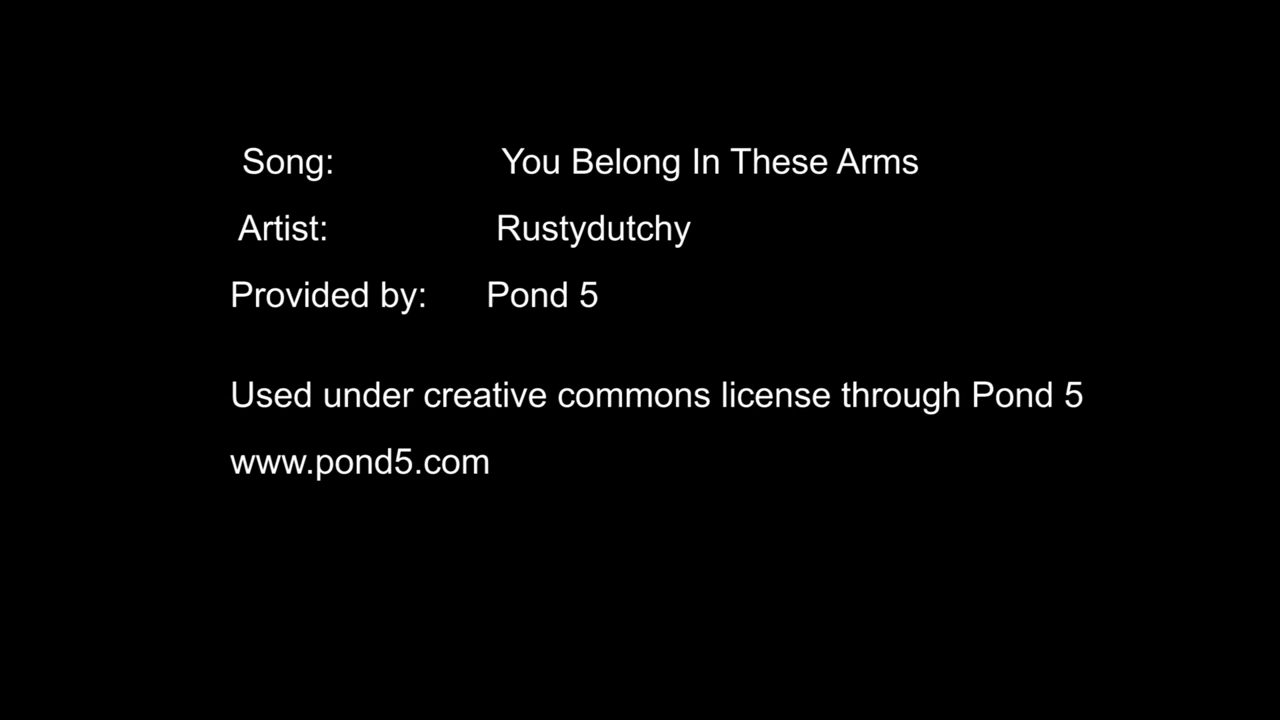 Song: You Belong In These Arms
Artist: Rustydutchy
Provided by: Pond 5
Used under creative commons license through Pond 5
www.pond5.com